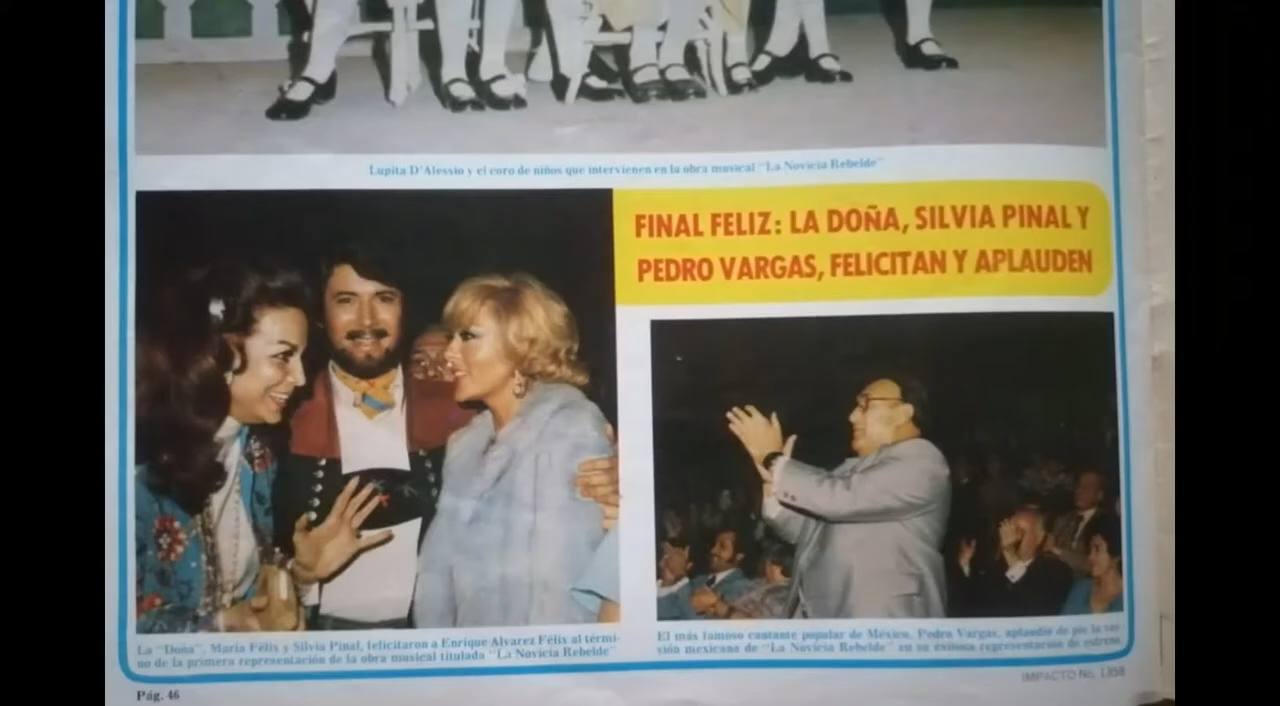 Lupita D'Alessio y el coro de niños que intervienen en la obra musical "La Novicia Rebelde"
FINAL FELIZ: LA DOÑA, SILVIA PINAL Y
PEDRO VARGAS, FELICITAN Y APLAUDEN
La "Doña", María Félix y Silvia Pinal, felicitaron a Enrique Alvarez Félix al térmi-
no de la primera representación de la obra musical titulada "La Novicia Rebelde"
El más famoso cantante popular de México, Pedro Vargas, aplaudió de pie la ver-
sión mexicana de "La Novicia Rebelde" en su exitosa representación de estreno
IMPACTO No. 1358
Pág. 46